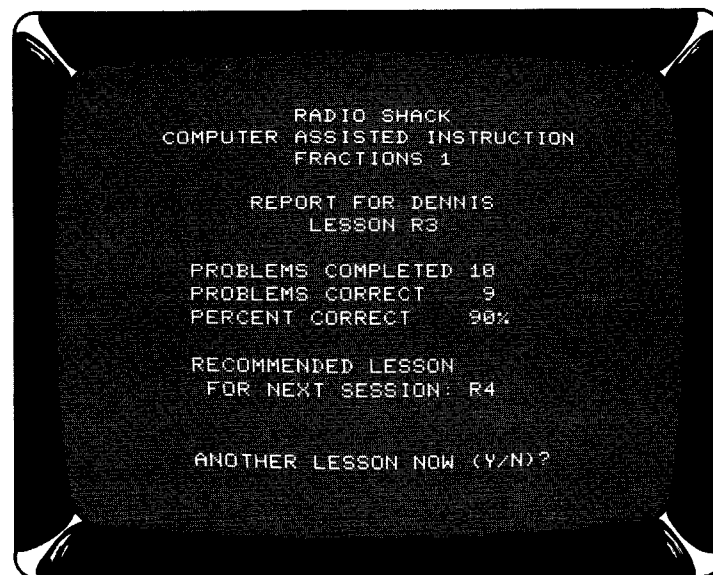 RADIO SHACK
COMPUTER ASSISTED INSTRUCTION
FRACTIONS 1
REPORT FOR DENNIS
LESSON R3
PROBLEMS COMPLETED 10
PROBLEMS CORRECT 9
PERCENT CORRECT 90%
RECOMMENDED LESSON
FOR NEXT SESSION: R4
ANOTHER LESSON NOW (Y/N)?